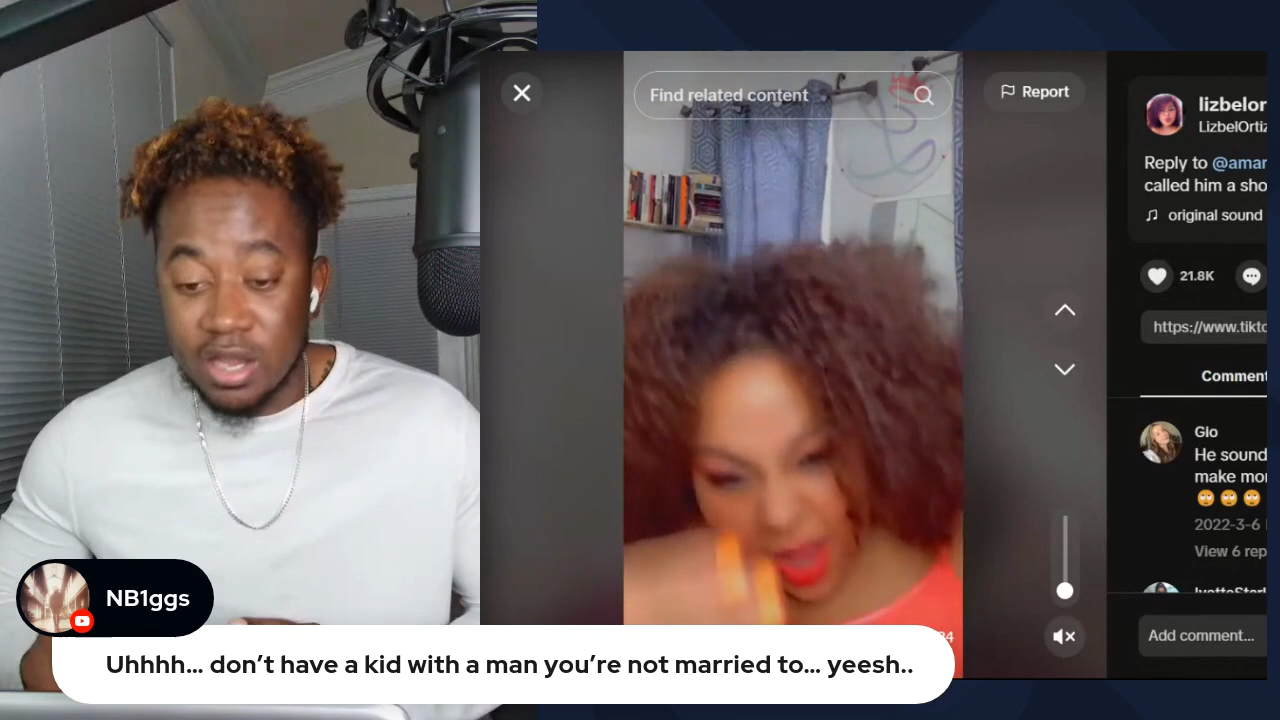 Find related content
Report
lizbelor
LizbelOrtiz
Reply to @amar
called him a sho
original sound
21.8K
https://www.tikto
Comment
Gio
He sound
make mor
2022-3-6
View 6 rep
Add comment...
NB1ggs
Uhhhh... don’t have a kid with a man you’re not married to... yeesh..